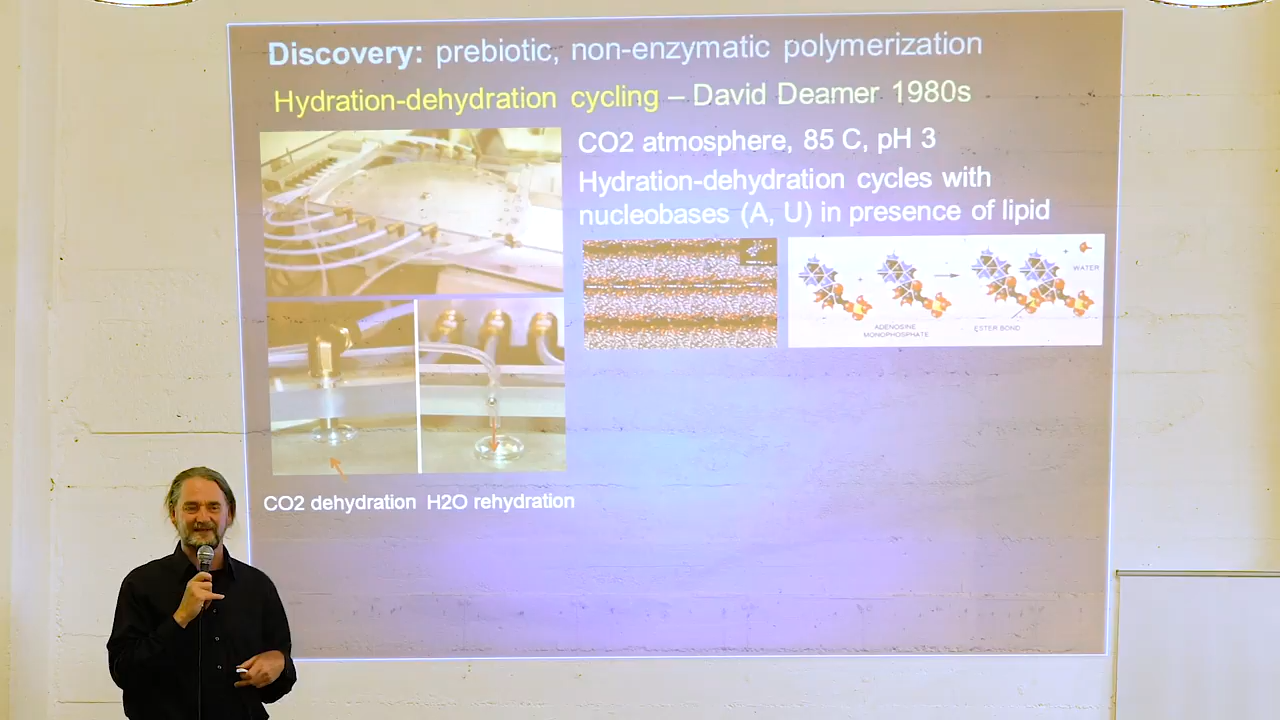 Discovery: prebiotic, non-enzymatic polymerization
Hydration-dehydration cycling – David Deamer 1980s
CO2 atmosphere, 85 C, pH 3
Hydration-dehydration cycles with
nucleobases (A, U) in presence of lipid
+
+
WATER
ADENOSINE
MONOPHOSPHATE
ESTER BOND
CO2 dehydration
H2O rehydration